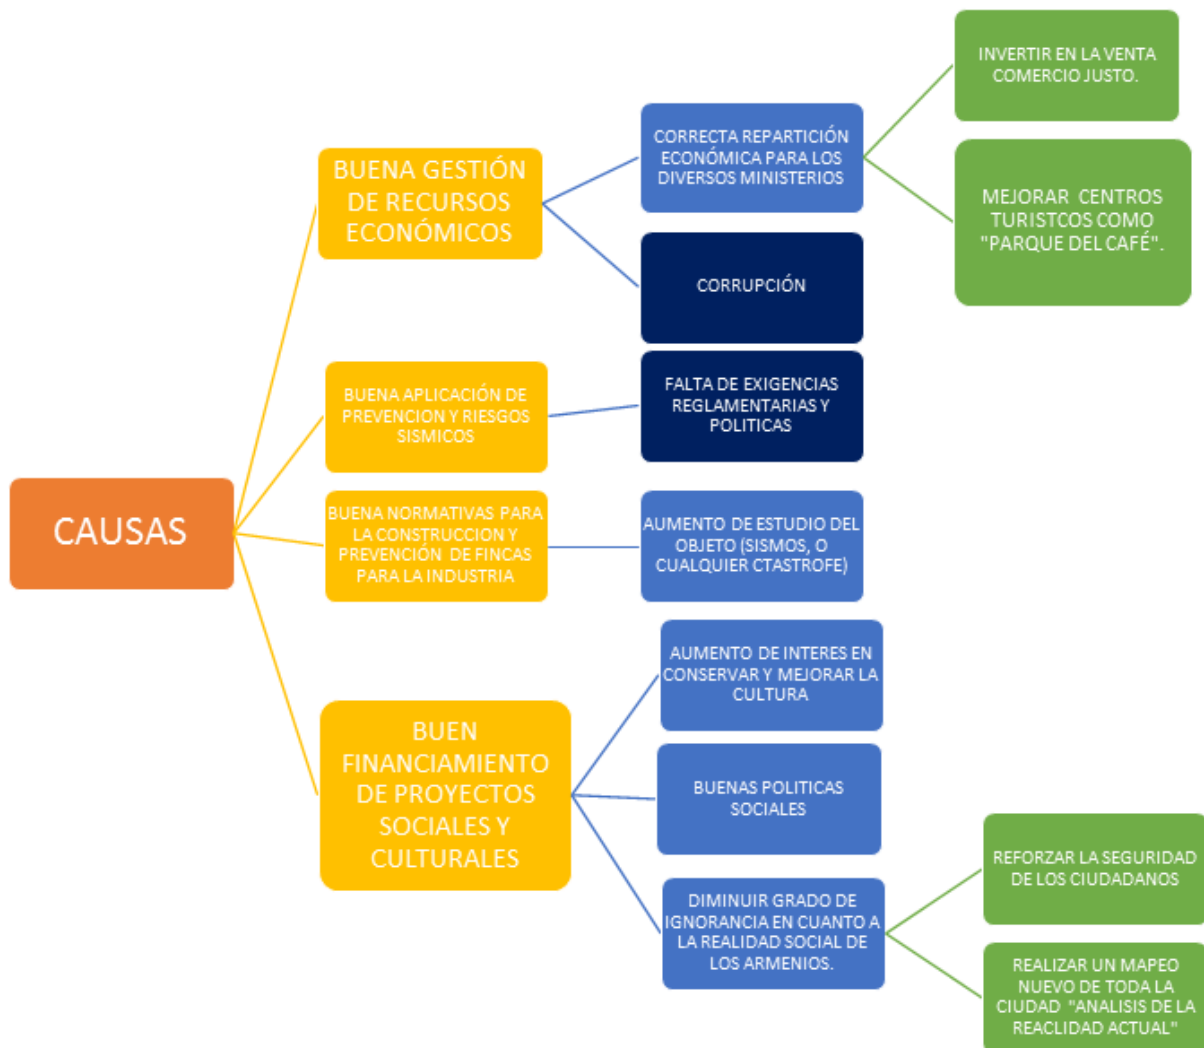 CAUSAS
BUENA GESTIÓN
DE RECURSOS
ECONÓMICOS
CORRECTA REPARTICIÓN
ECONÓMICA PARA LOS
DIVERSOS MINISTERIOS
INVERTIR EN LA VENTA
COMERCIO JUSTO.
MEJORAR CENTROS
TURISTCOS COMO
"PARQUE DEL CAFÉ".
CORRUPCIÓN
BUENA APLICACIÓN DE
PREVENCION Y RIESGOS
SISMICOS
FALTA DE EXIGENCIAS
REGLAMENTARIAS Y
POLITICAS
BUENA NORMATIVAS PARA
LA CONSTRUCCION Y
PREVENCIÓN DE FINCAS
PARA LA INDUSTRIA
AUMENTO DE ESTUDIO DEL
OBJETO (SISMOS, O
CUALQUIER CTASTROFE)
BUEN
FINANCIAMIENTO
DE PROYECTOS
SOCIALES Y
CULTURALES
AUMENTO DE INTERES EN
CONSERVAR Y MEJORAR LA
CULTURA
BUENAS POLITICAS
SOCIALES
DIMINUIR GRADO DE
IGNORANCIA EN CUANTO A
LA REALIDAD SOCIAL DE
LOS ARMENIOS.
REFORZAR LA SEGURIDAD
DE LOS CIUDADANOS
REALIZAR UN MAPEO
NUEVO DE TODA LA
CIUDAD "ANALISIS DE LA
REACLIDAD ACTUAL"